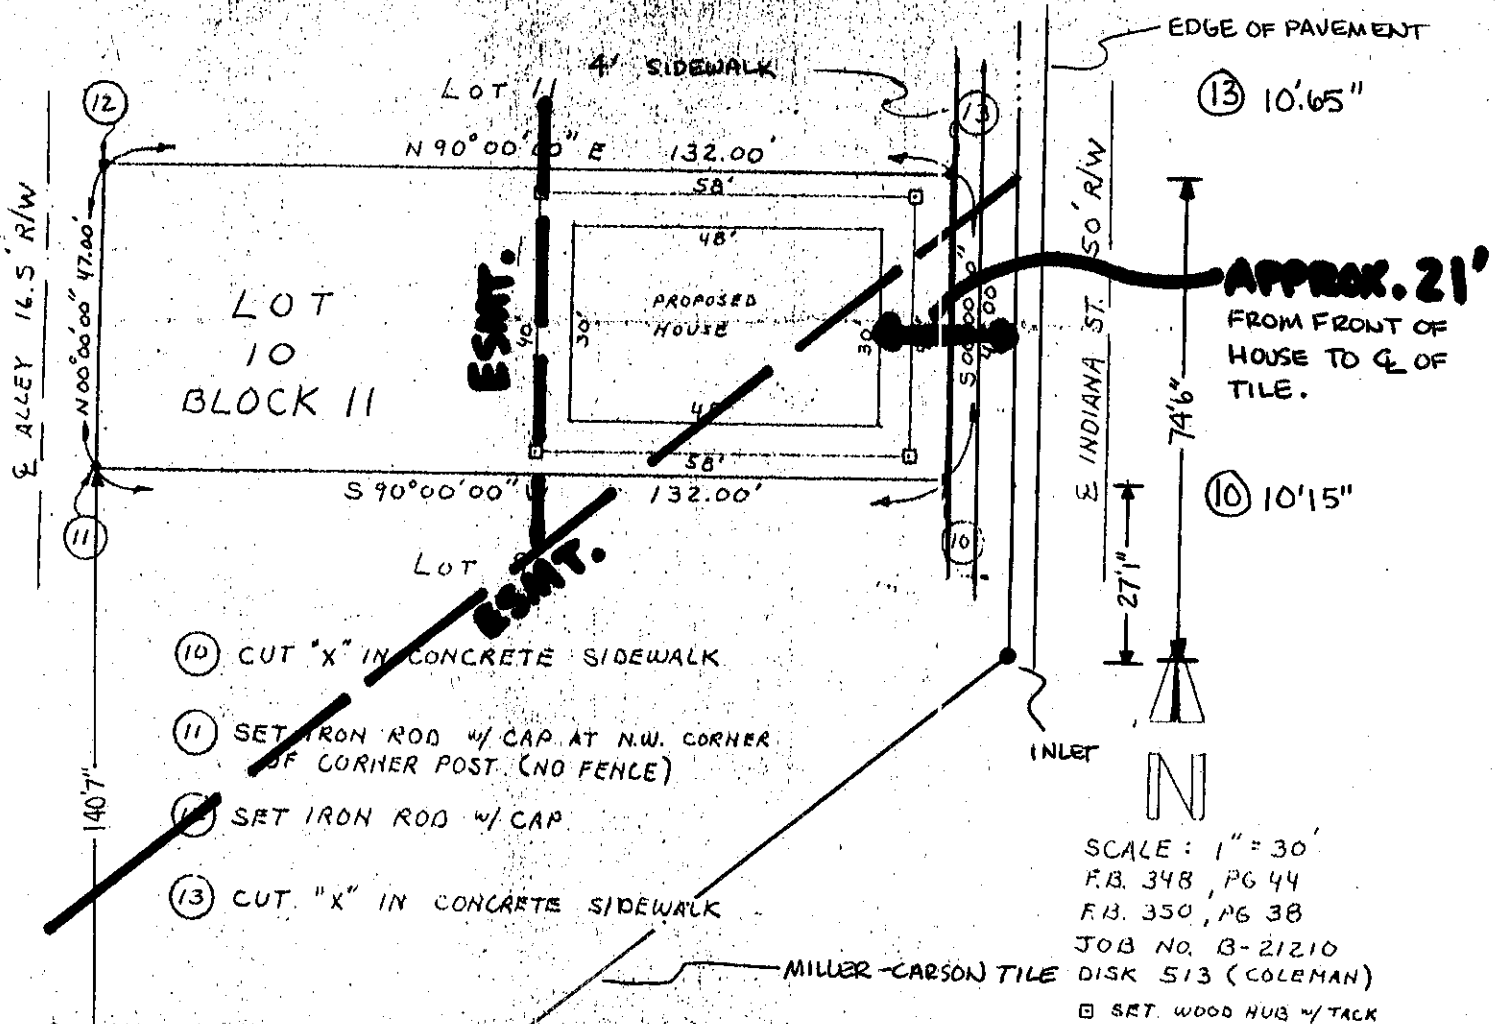 EDGE OF PAVEMENT
4' SIDEWALK
LOT 11
12
13
13 10'.65"
N 90°00'00" E 132.00'
58'
48'
℄ ALLEY 16.5' R/W
N 00°00'00" 47.00'
LOT
10
BLOCK 11
ESMT.
40'
30'
PROPOSED
HOUSE
30'
S 00°00'00"
℄ INDIANA ST. 50' R/W
APPROX. 21'
FROM FRONT OF
HOUSE TO ℄ OF
TILE.
74'6"
48'
58'
S 90°00'00" W 132.00'
10 10'15"
11
10
LOT
ESMT.
27'1"
10 CUT "X" IN CONCRETE SIDEWALK
11 SET IRON ROD W/ CAP AT N.W. CORNER
OF CORNER POST. (NO FENCE)
12 SET IRON ROD W/ CAP
13 CUT "X" IN CONCRETE SIDEWALK
140'7"
INLET
N
SCALE: 1" = 30'
F.B. 348, PG 44
F.B. 350, PG 38
JOB NO. B-21210
DISK 513 (COLEMAN)
SET WOOD HUB W/ TACK
MILLER-CARSON TILE